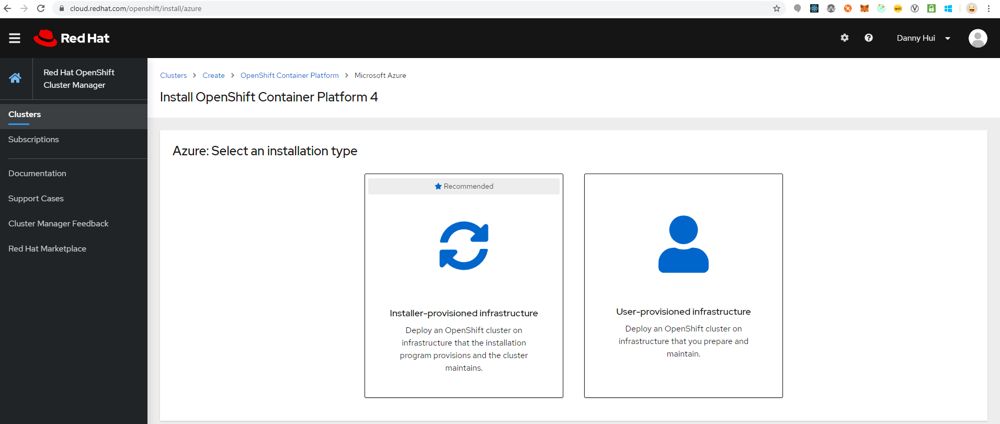 cloud.redhat.com/openshift/install/azure
Red Hat
Danny Hui
Red Hat OpenShift
Cluster Manager
Clusters
Subscriptions
Documentation
Support Cases
Cluster Manager Feedback
Red Hat Marketplace
Clusters > Create > OpenShift Container Platform > Microsoft Azure
Install OpenShift Container Platform 4
Azure: Select an installation type
Recommended
Installer-provisioned infrastructure
Deploy an OpenShift cluster on
infrastructure that the installation
program provisions and the cluster
maintains.
User-provisioned infrastructure
Deploy an OpenShift cluster on
infrastructure that you prepare and
maintain.